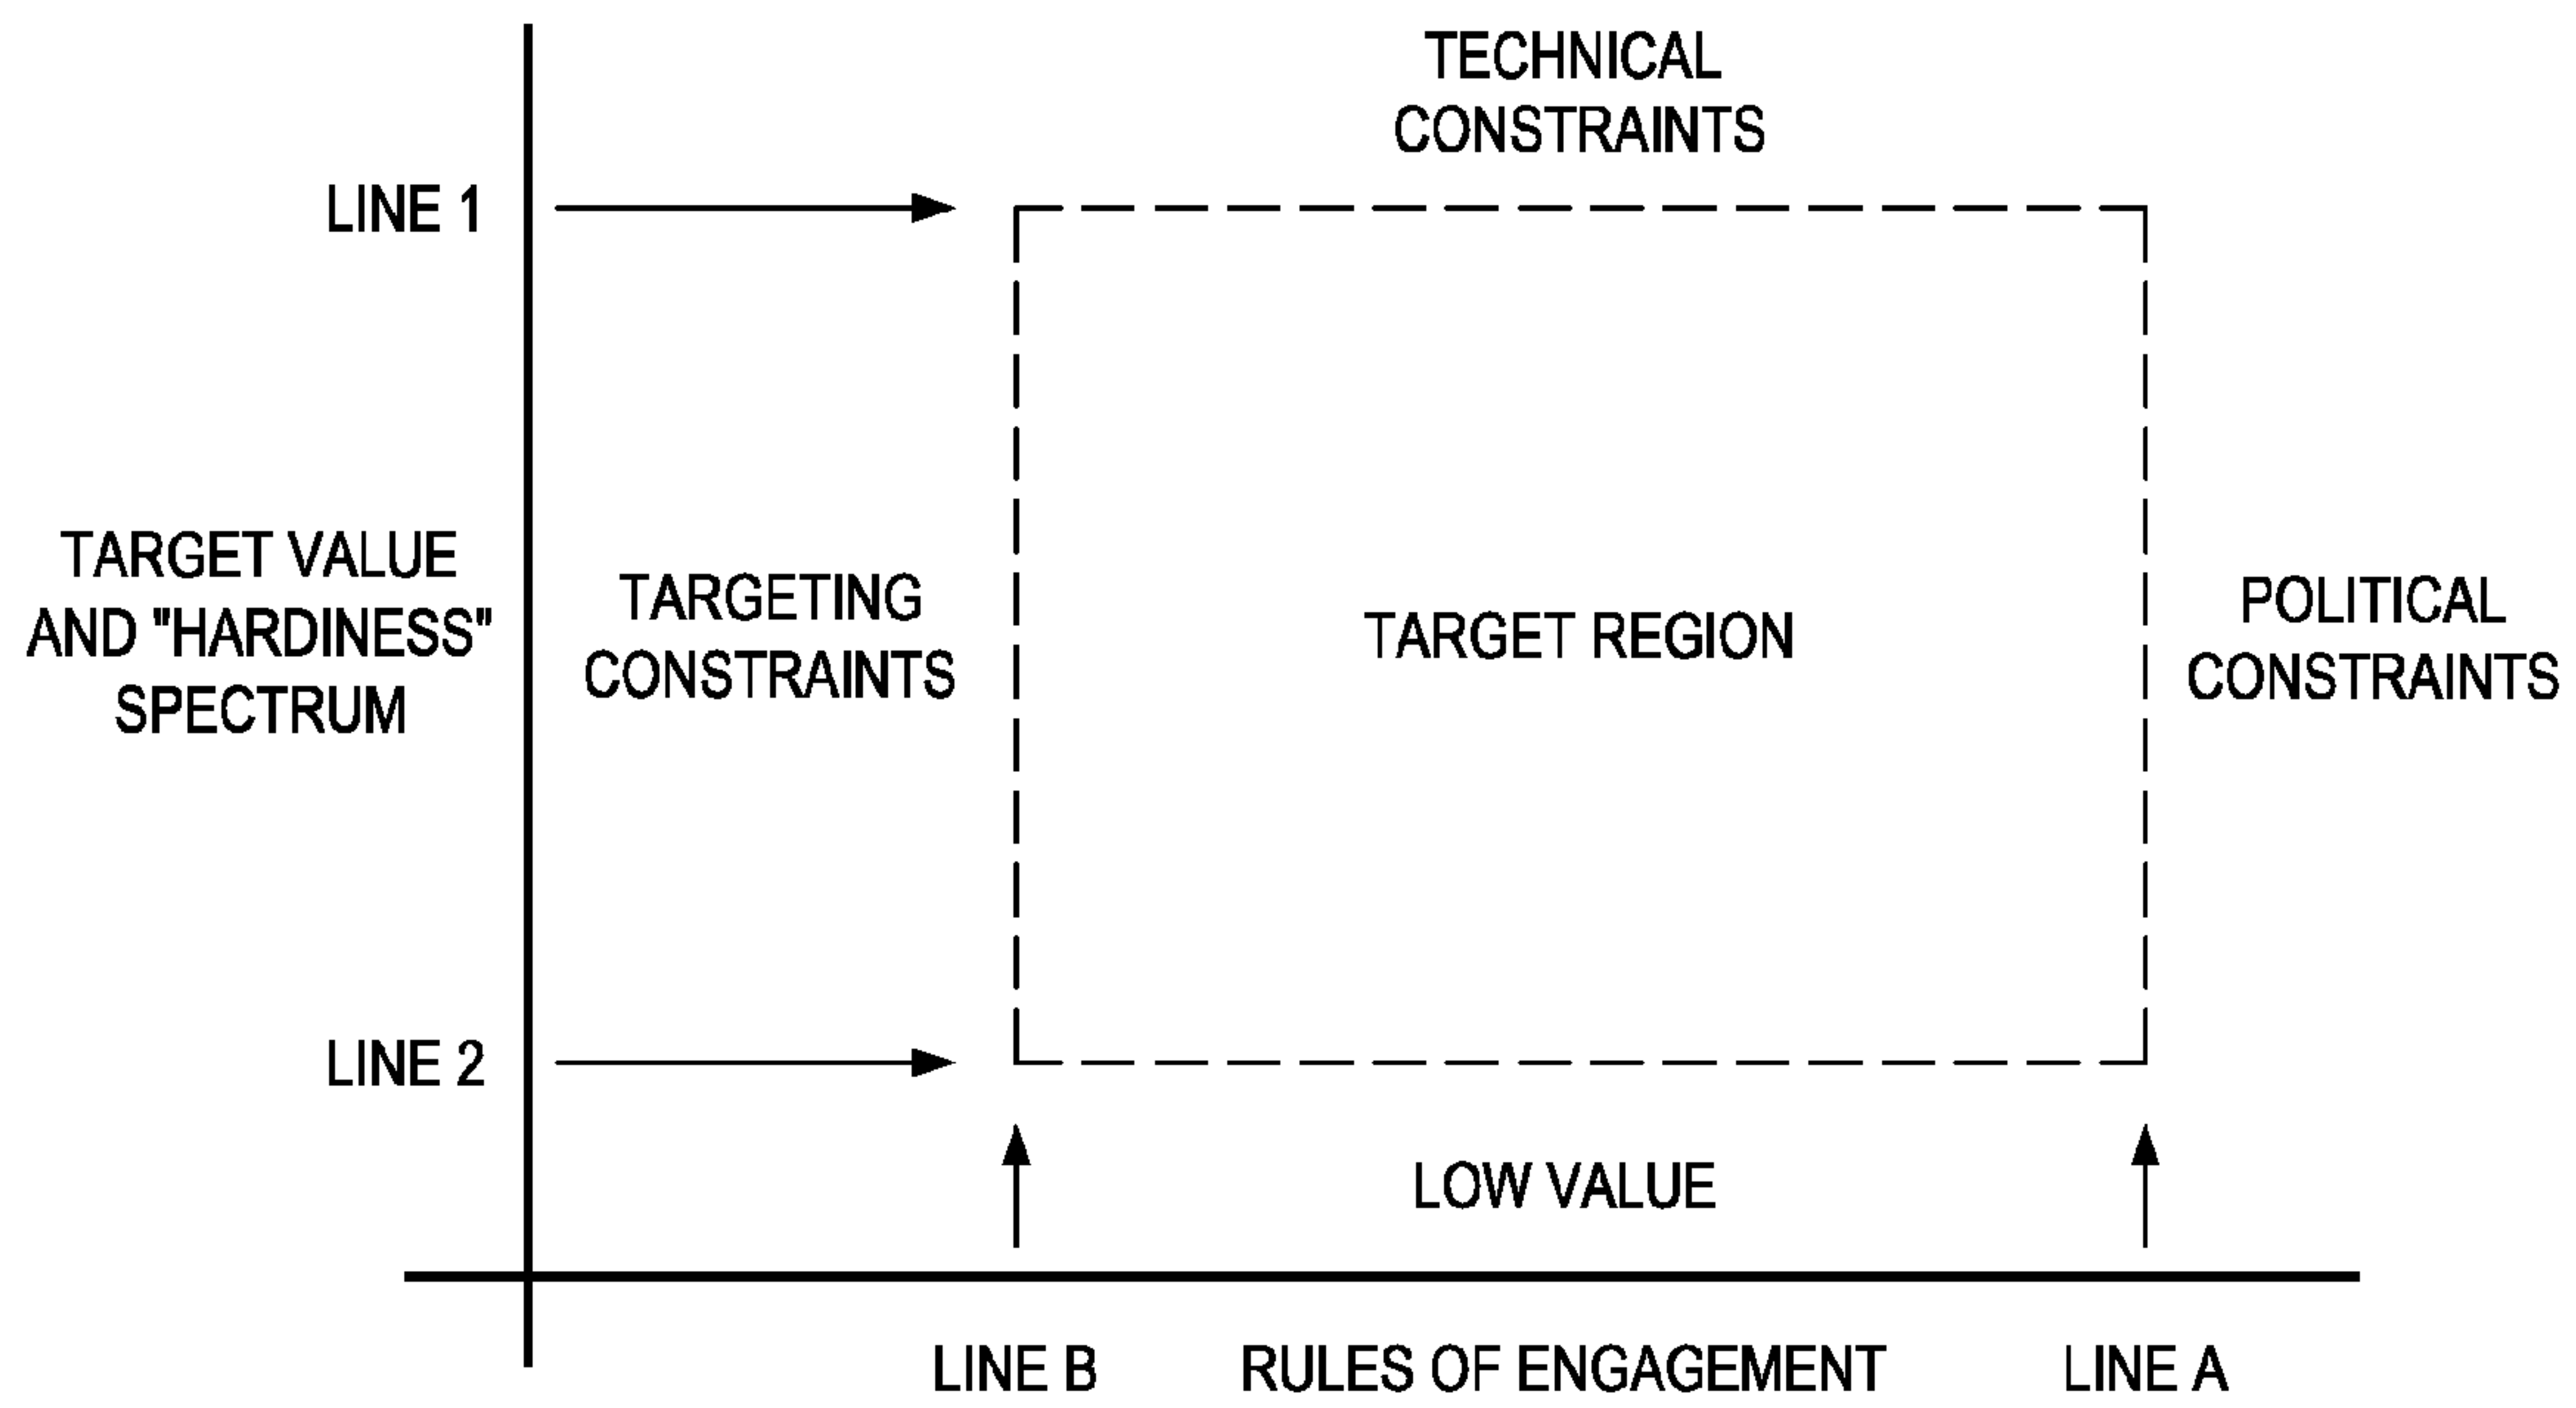 TECHNICAL
CONSTRAINTS
LINE 1
TARGET VALUE
AND "HARDINESS"
SPECTRUM
TARGETING
CONSTRAINTS
TARGET REGION
POLITICAL
CONSTRAINTS
LINE 2
LOW VALUE
LINE B
RULES OF ENGAGEMENT
LINE A